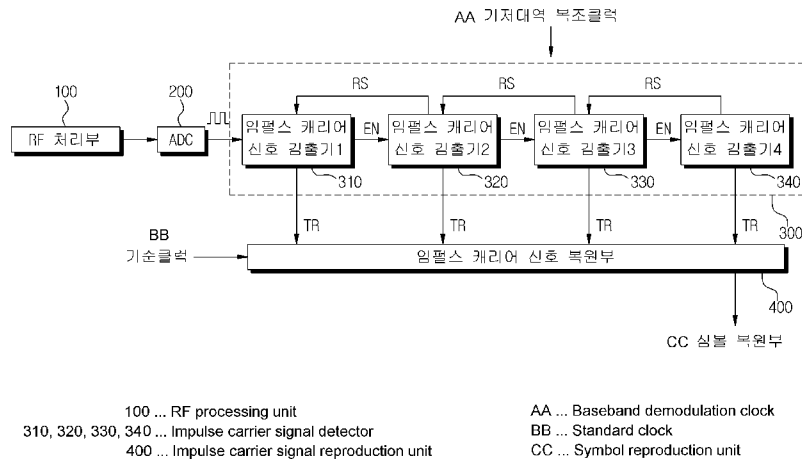 AA 기저대역 복조클럭
RS RS RS
100
200
RF 처리부
ADC
임펄스 캐리어
신호 검출기1
EN
임펄스 캐리어
신호 검출기2
EN
임펄스 캐리어
신호 검출기3
EN
임펄스 캐리어
신호 검출기4
310
320
330
340
300
TR TR TR TR
BB
기준클럭
임펄스 캐리어 신호 복원부
400
CC 심볼 복원부
100 ... RF processing unit
310, 320, 330, 340 ... Impulse carrier signal detector
400 ... Impulse carrier signal reproduction unit
AA ... Baseband demodulation clock
BB ... Standard clock
CC ... Symbol reproduction unit